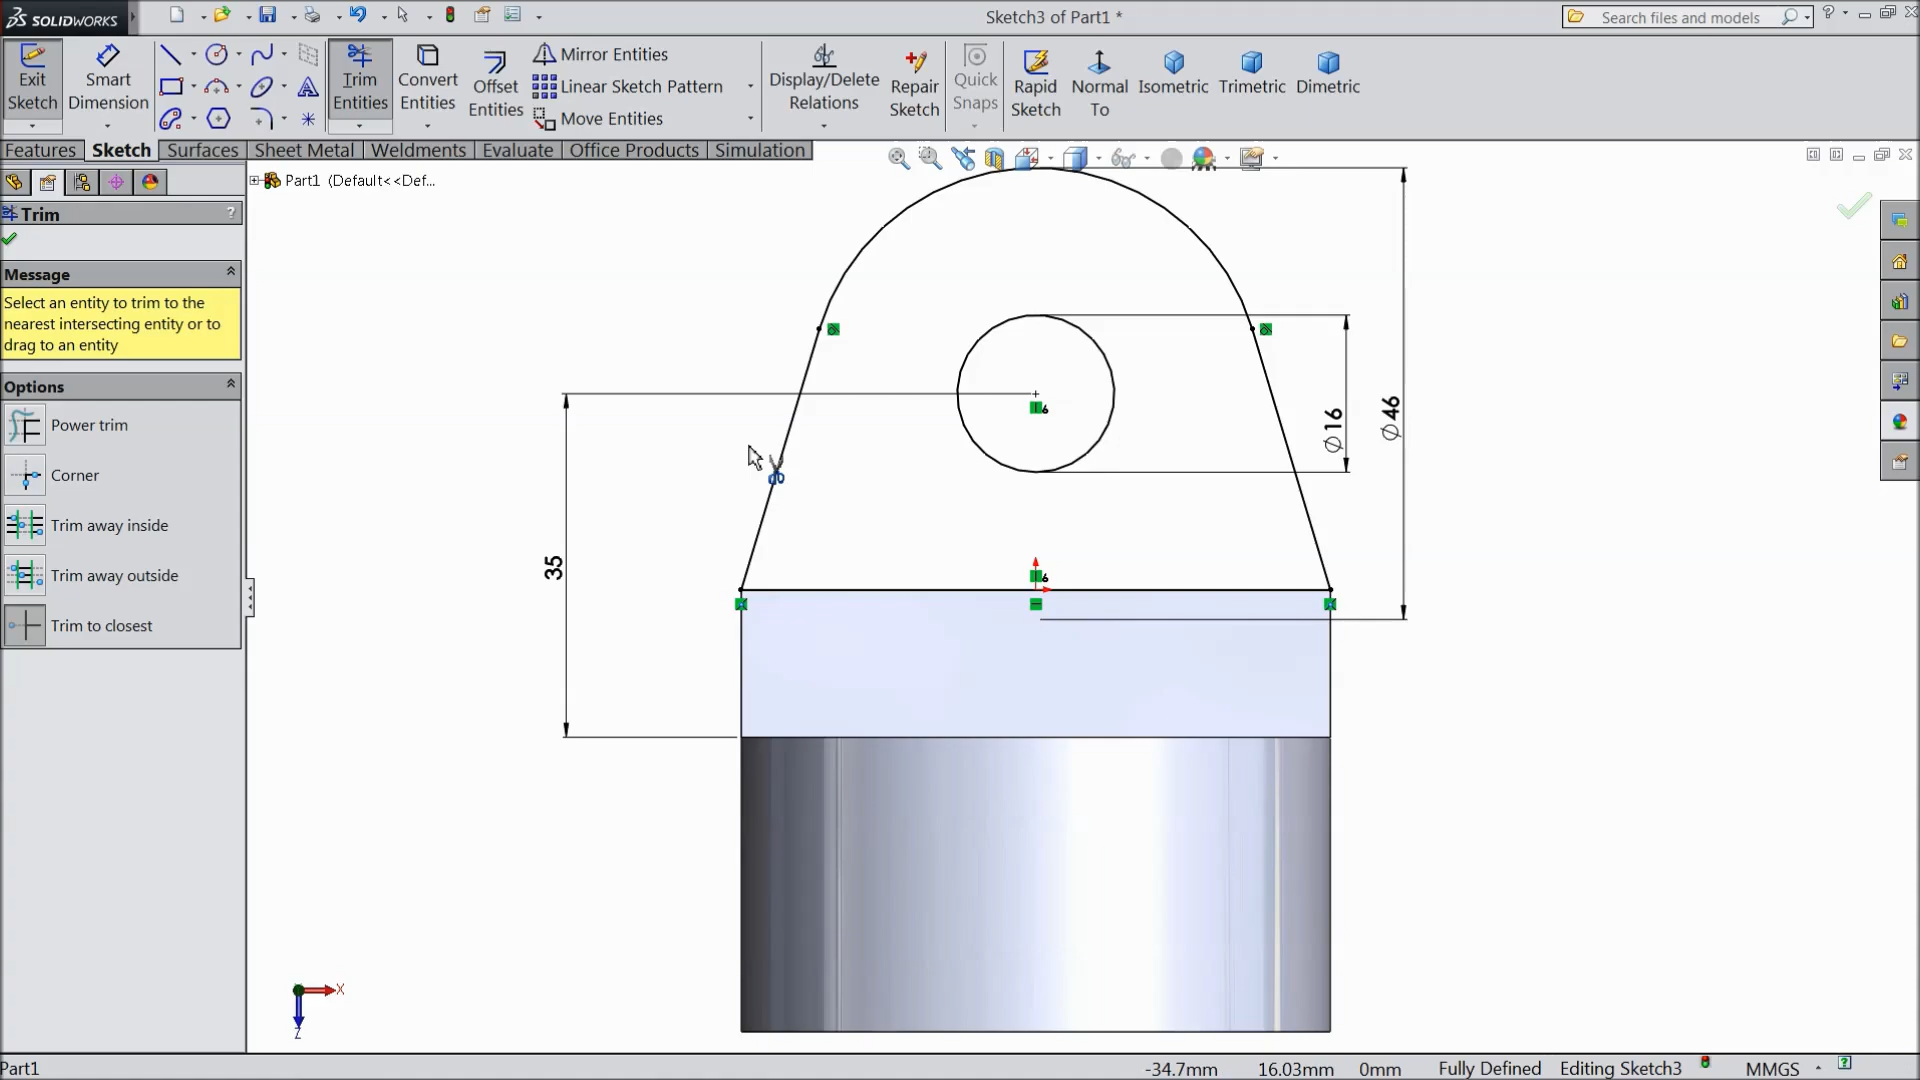 SOLIDWORKS
Sketch3 of Part1 *
Search files and models
?
Exit
Sketch
Smart
Dimension
Trim
Entities
Convert
Entities
Offset
Entities
Mirror Entities
Linear Sketch Pattern
Move Entities
Display/Delete
Relations
Repair
Sketch
Quick
Snaps
Rapid
Sketch
Normal
To
Isometric
Trimetric
Dimetric
Features
Sketch
Surfaces
Sheet Metal
Weldments
Evaluate
Office Products
Simulation
Part1 (Default<<Def...
Trim
?
Message
Select an entity to trim to the
nearest intersecting entity or to
drag to an entity
Options
Power trim
Corner
Trim away inside
Trim away outside
Trim to closest
35
∅16
∅46
6
6
X
Z
Part1
-34.7mm
16.03mm
0mm
Fully Defined
Editing Sketch3
MMGS
?